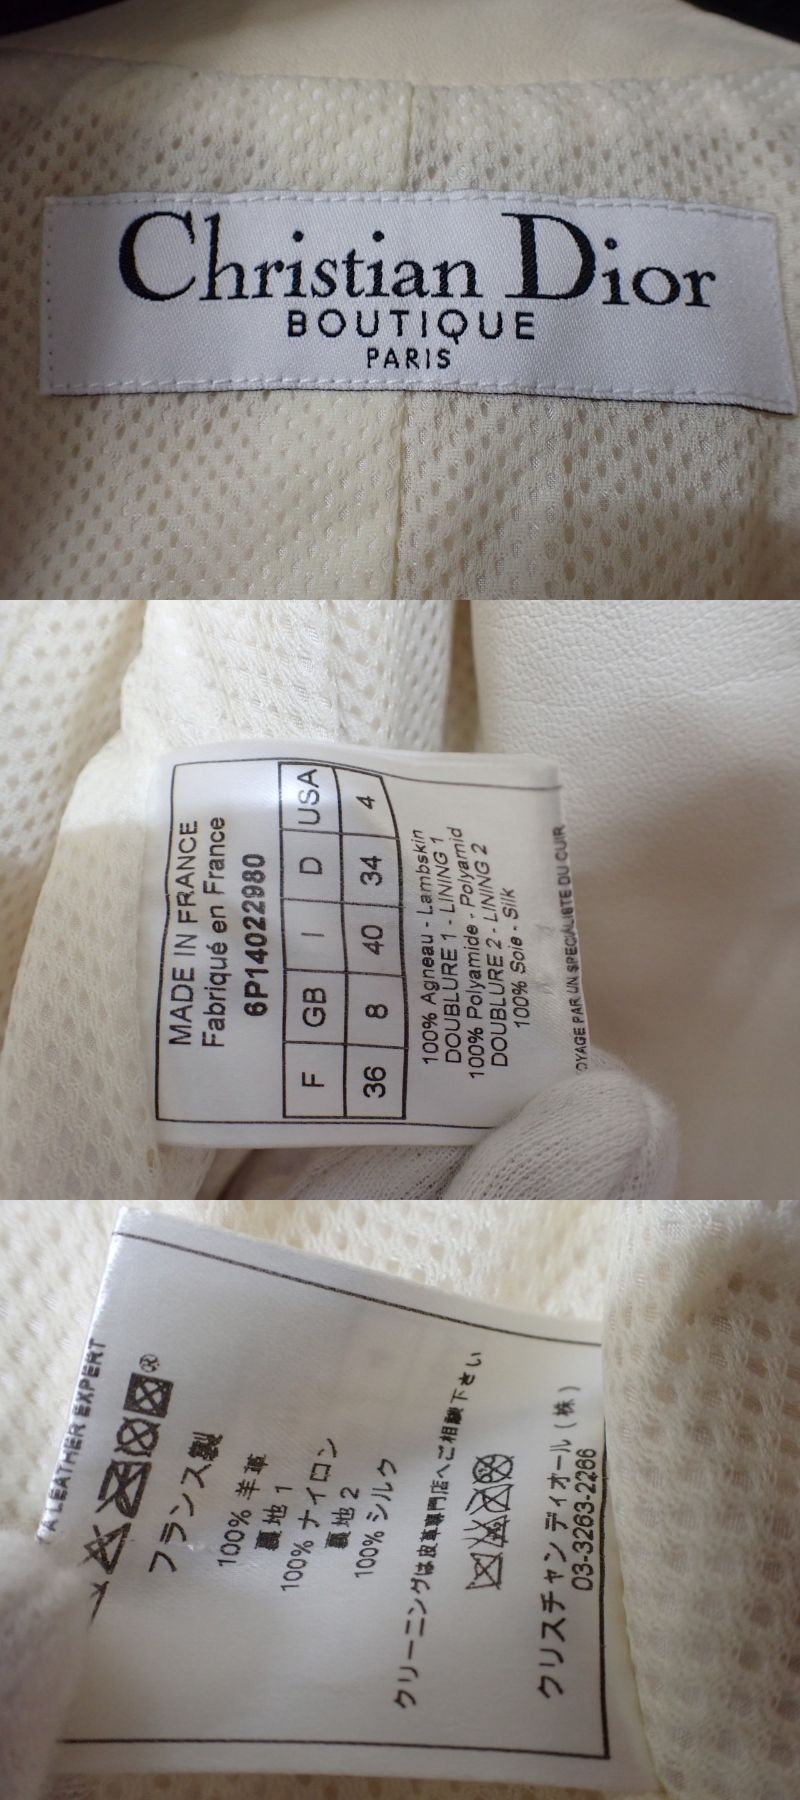 Christian Dior
BOUTIQUE
PARIS
MADE IN FRANCE
Fabriqué en France
6P14022980
F GB I D USA
36 8 40 34 4
100% Agneau - Lambskin
DOUBLURE 1 - LINING 1
100% Polyamide - Polyamid
DOUBLURE 2 - LINING 2
100% Soie - Silk
PAR UN SPECIALISTE DU CUIR
A LEATHER EXPERT
®
フランス製
100% 羊革
裏地 1
100% ナイロン
裏地 2
100% シルク
クリーニングは皮革専門店へご相談下さい
クリスチャン ディオール (株)
03-3263-2266